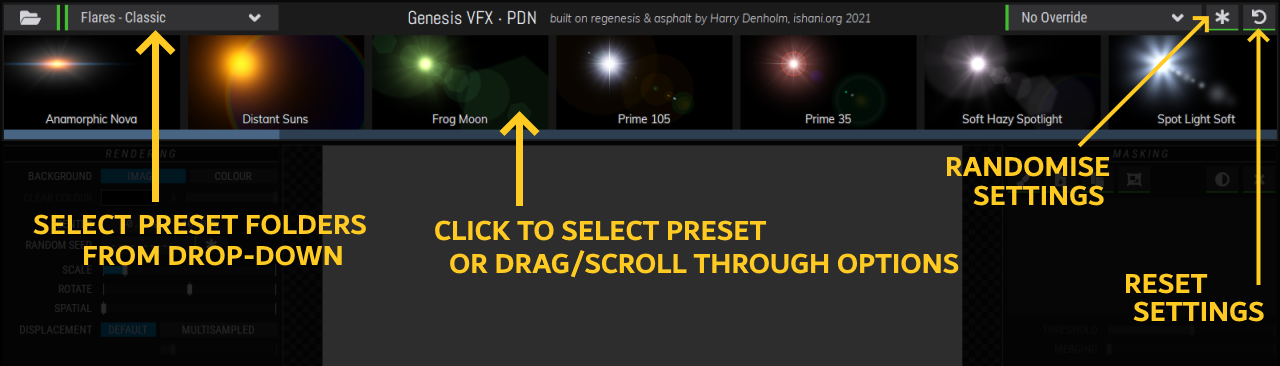 Flares - Classic
Genesis VFX · PDN
built on regenesis & asphalt by Harry Denholm, ishani.org 2021
No Override
Anamorphic Nova
Distant Suns
Frog Moon
Prime 105
Prime 35
Soft Hazy Spotlight
Spot Light Soft
RENDERING
MASKING
BACKGROUND
IMAGE
COLOUR
CLEAR COLOUR
RANDOMISE
SETTINGS
SELECT PRESET FOLDERS
FROM DROP-DOWN
CLICK TO SELECT PRESET
OR DRAG/SCROLL THROUGH OPTIONS
RANDOM SEED
SCALE
ROTATE
SPATIAL
DISPLACEMENT
DEFAULT
MULTISAMPLED
RESET
SETTINGS
THRESHOLD
MERGING